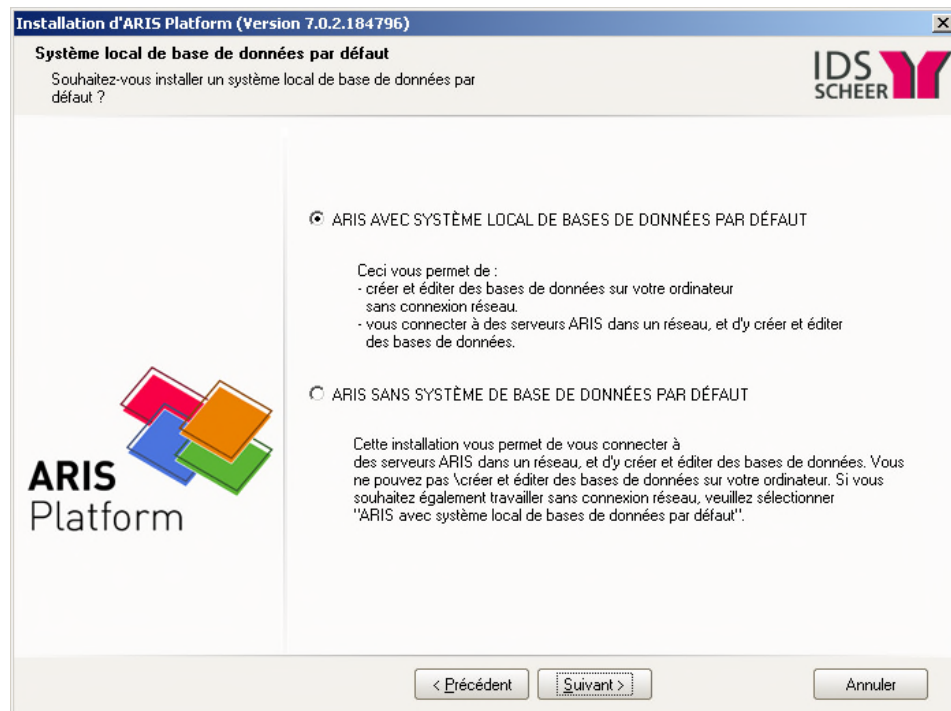 Installation d'ARIS Platform (Version 7.0.2.184796)
Système local de base de données par défaut
Souhaitez-vous installer un système local de base de données par
défaut ?
IDS
SCHEER
ARIS AVEC SYSTÈME LOCAL DE BASES DE DONNÉES PAR DÉFAUT
Ceci vous permet de :
- créer et éditer des bases de données sur votre ordinateur
sans connexion réseau.
- vous connecter à des serveurs ARIS dans un réseau, et d'y créer et éditer
des bases de données.
ARIS SANS SYSTÈME DE BASE DE DONNÉES PAR DÉFAUT
Cette installation vous permet de vous connecter à
des serveurs ARIS dans un réseau, et d'y créer et éditer des bases de données. Vous
ne pouvez pas \créer et éditer des bases de données sur votre ordinateur. Si vous
souhaitez également travailler sans connexion réseau, veuillez sélectionner
"ARIS avec système local de bases de données par défaut".
ARIS
Platform
< Précédent
Suivant >
Annuler